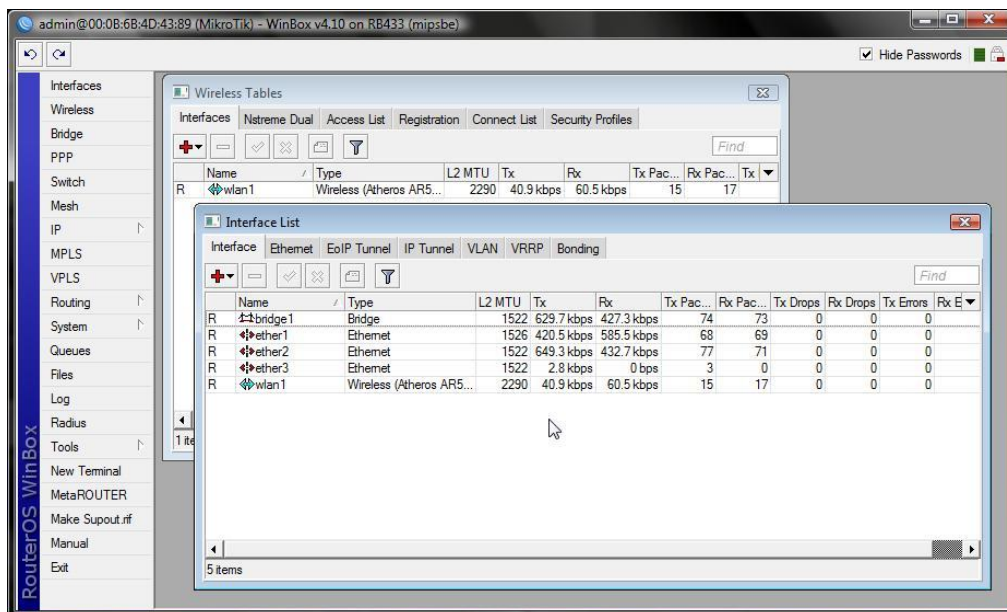 admin@00:0B:6B:4D:43:89 (MikroTik) - WinBox v4.10 on RB433 (mipsbe)
Hide Passwords
RouterOS WinBox
Interfaces
Wireless
Bridge
PPP
Switch
Mesh
IP
MPLS
VPLS
Routing
System
Queues
Files
Log
Radius
Tools
New Terminal
MetaROUTER
Make Supout.rif
Manual
Exit
Wireless Tables
Interfaces Nstreme Dual Access List Registration Connect List Security Profiles
Find
Name / Type L2 MTU Tx Rx Tx Pac... Rx Pac... Tx
R wlan1 Wireless (Atheros AR5... 2290 40.9 kbps 60.5 kbps 15 17
1 ite
Interface List
Interface Ethernet EoIP Tunnel IP Tunnel VLAN VRRP Bonding
Find
Name / Type L2 MTU Tx Rx Tx Pac... Rx Pac... Tx Drops Rx Drops Tx Errors Rx E
R bridge1 Bridge 1522 629.7 kbps 427.3 kbps 74 73 0 0 0
R ether1 Ethernet 1526 420.5 kbps 585.5 kbps 68 69 0 0 0
R ether2 Ethernet 1522 649.3 kbps 432.7 kbps 77 71 0 0 0
R ether3 Ethernet 1522 2.8 kbps 0 bps 3 0 0 0 0
R wlan1 Wireless (Atheros AR5... 2290 40.9 kbps 60.5 kbps 15 17 0 0 0
5 items